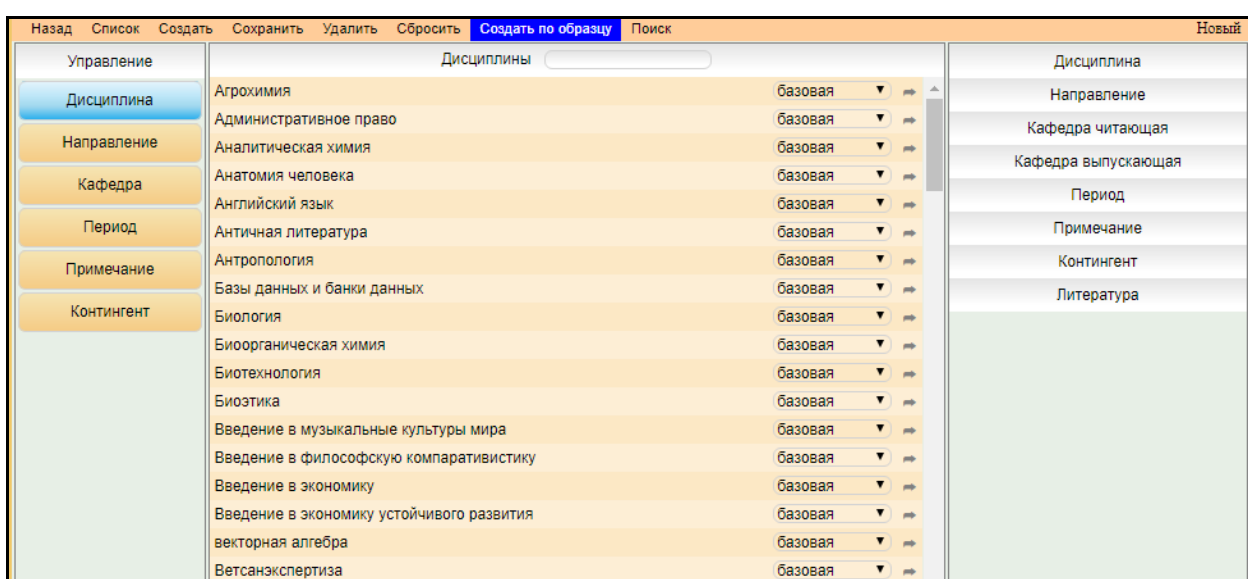 Назад Список Создать Сохранить Удалить Сбросить Создать по образцу Поиск Новый
Управление
Дисциплина
Направление
Кафедра
Период
Примечание
Контингент
Дисциплины
Агрохимия базовая
Административное право базовая
Аналитическая химия базовая
Анатомия человека базовая
Английский язык базовая
Античная литература базовая
Антропология базовая
Базы данных и банки данных базовая
Биология базовая
Биоорганическая химия базовая
Биотехнология базовая
Биоэтика базовая
Введение в музыкальные культуры мира базовая
Введение в философскую компаративистику базовая
Введение в экономику базовая
Введение в экономику устойчивого развития базовая
векторная алгебра базовая
Ветсанэкспертиза базовая
Дисциплина
Направление
Кафедра читающая
Кафедра выпускающая
Период
Примечание
Контингент
Литература